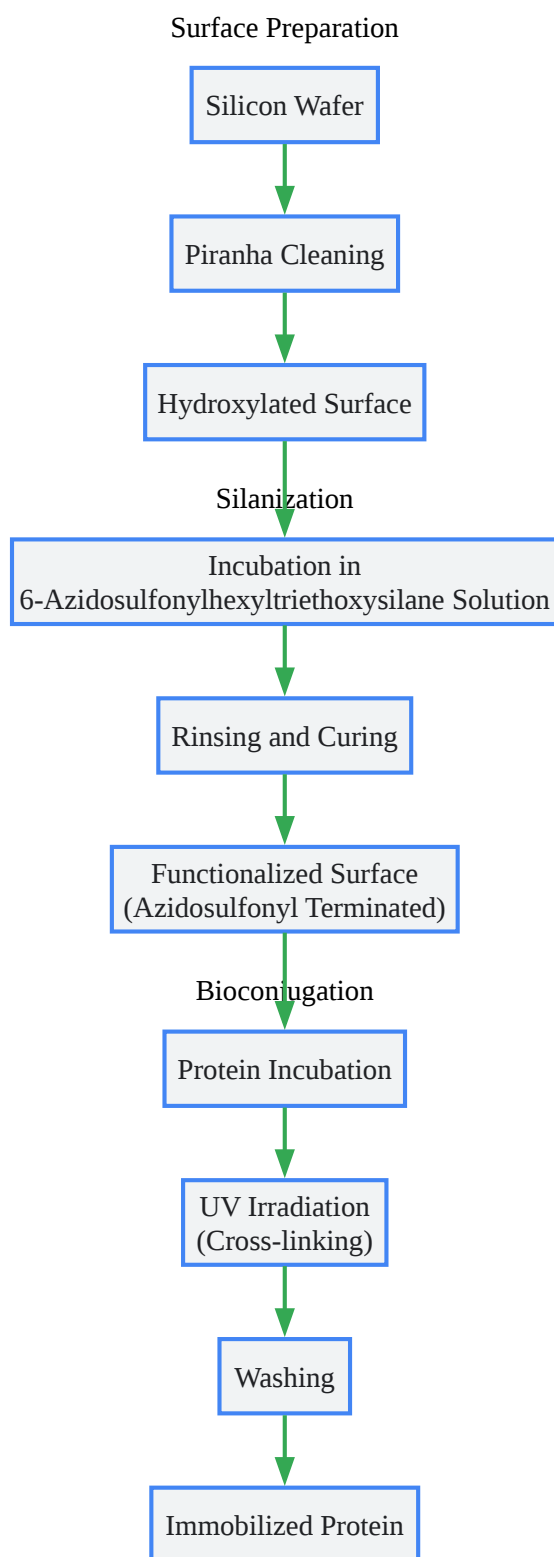 Surface Preparation
Silicon Wafer
Piranha Cleaning
Hydroxylated Surface
Silanization
Incubation in
6-Azidosulfonylhexyltriethoxysilane Solution
Rinsing and Curing
Functionalized Surface
(Azidosulfonyl Terminated)
Bioconjugation
Protein Incubation
UV Irradiation
(Cross-linking)
Washing
Immobilized Protein